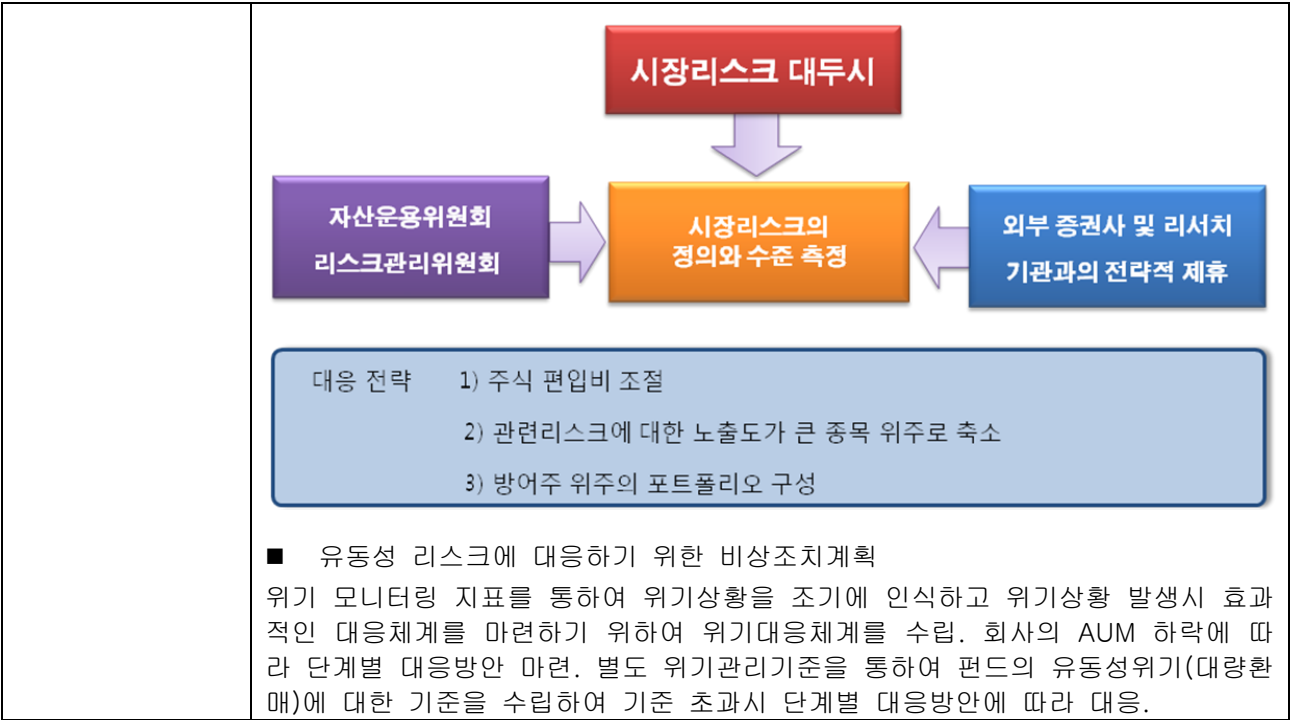 시장리스크 대두시
자산운용위원회
리스크관리위원회
시장리스크의
정의와 수준 측정
외부 증권사 및 리서치
기관과의 전략적 제휴
대응 전략 1) 주식 편입비 조절
2) 관련리스크에 대한 노출도가 큰 종목 위주로 축소
3) 방어주 위주의 포트폴리오 구성
■ 유동성 리스크에 대응하기 위한 비상조치계획
위기 모니터링 지표를 통하여 위기상황을 조기에 인식하고 위기상황 발생시 효과
적인 대응체계를 마련하기 위하여 위기대응체계를 수립. 회사의 AUM 하락에 따
라 단계별 대응방안 마련. 별도 위기관리기준을 통하여 펀드의 유동성위기(대량환
매)에 대한 기준을 수립하여 기준 초과시 단계별 대응방안에 따라 대응.